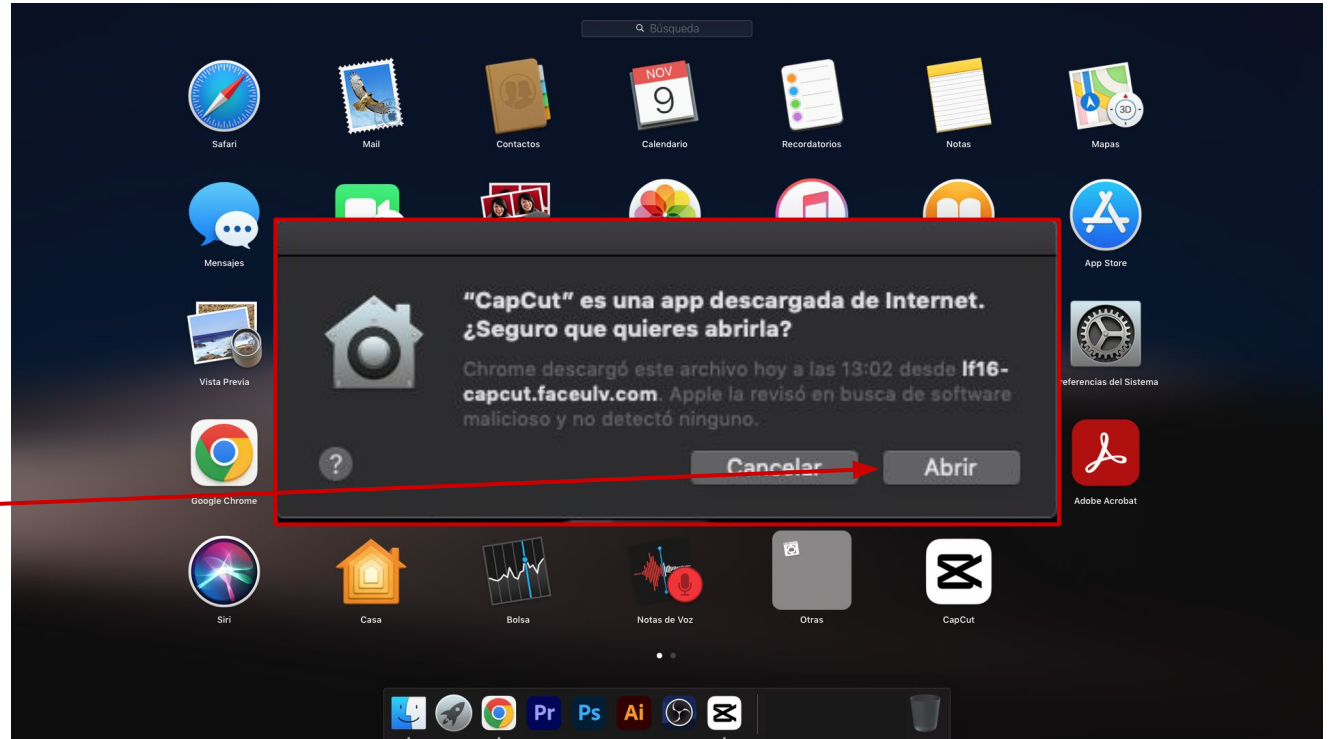 Búsqueda
NOV
9
3D
Safari
Mail
Contactos
Calendario
Recordatorios
Notas
Mapas
Mensajes
App Store
“CapCut” es una app descargada de Internet.
¿Seguro que quieres abrirla?
Chrome descargó este archivo hoy a las 13:02 desde lf16-
capcut.faceulv.com. Apple la revisó en busca de software
malicioso y no detectó ninguno.
?
Cancelar
Abrir
Vista Previa
referencias del Sistema
Google Chrome
Adobe Acrobat
Siri
Casa
Bolsa
Notas de Voz
Otras
CapCut
Pr
Ps
Ai